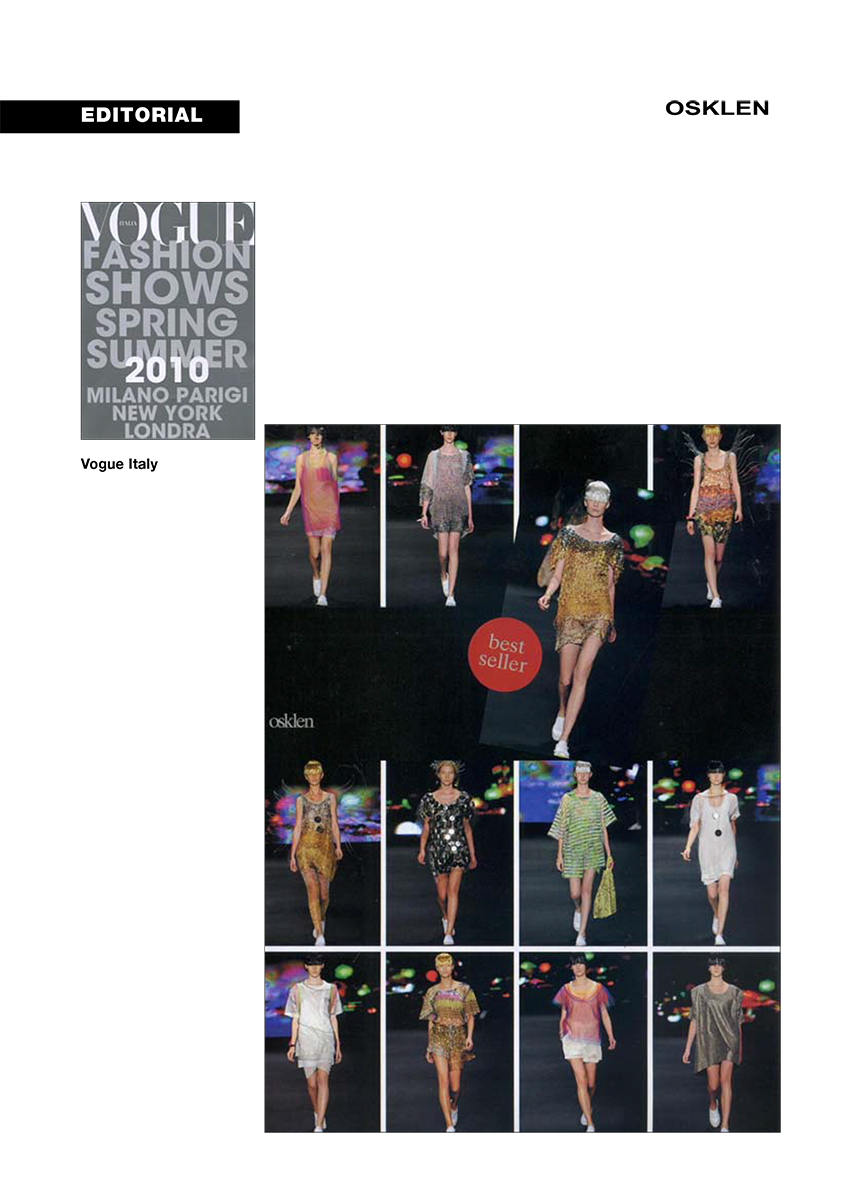 EDITORIAL
OSKLEN
VOGUE
ITALIA
FASHION
SHOWS
SPRING
SUMMER
2010
MILANO PARIGI
NEW YORK
LONDRA
Vogue Italy
best
seller
osklen